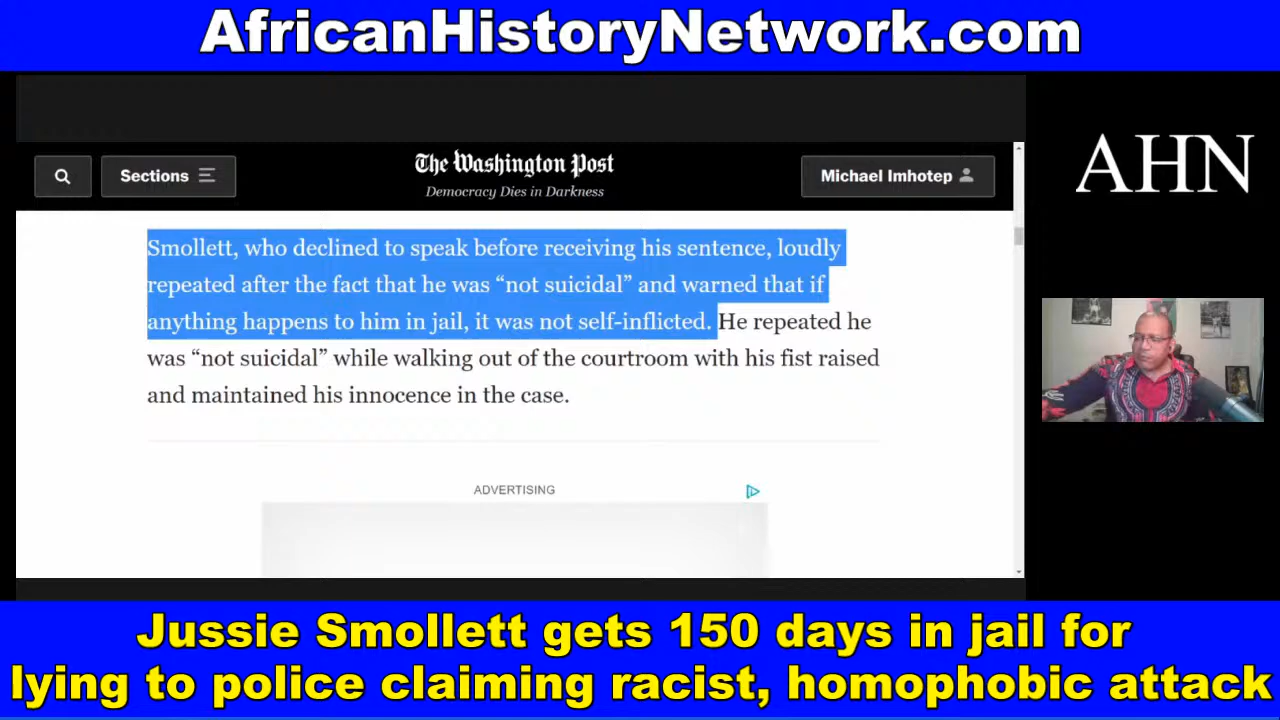 AfricanHistoryNetwork.com
Sections
The Washington Post
Democracy Dies in Darkness
Michael Imhotep
AHN
Smollett, who declined to speak before receiving his sentence, loudly
repeated after the fact that he was “not suicidal” and warned that if
anything happens to him in jail, it was not self-inflicted. He repeated he
was “not suicidal” while walking out of the courtroom with his fist raised
and maintained his innocence in the case.
ADVERTISING
Jussie Smollett gets 150 days in jail for
lying to police claiming racist, homophobic attack